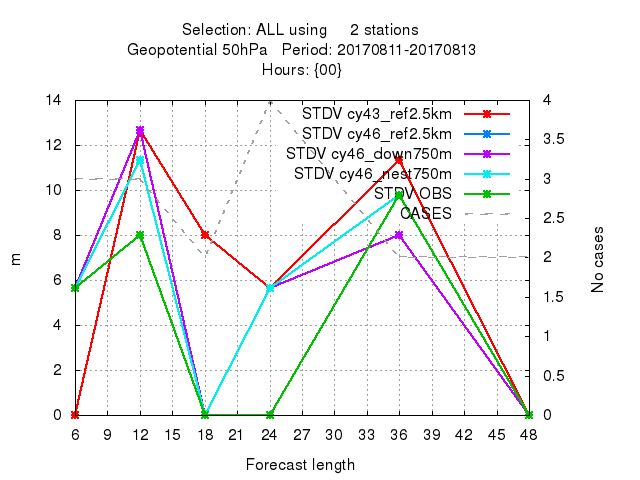 Selection: ALL using     2 stations
Geopotential 50hPa   Period: 20170811-20170813
Hours: {00}
14 4
STDV cy43_ref2.5km
12 3.5
STDV cy46_ref2.5km
STDV cy46_down750m
10 3
STDV cy46_nest750m
STDV OBS
CASES
8 2.5
m
No cases
6 2
1.5
4 1
2 0.5
0 0
6 9 12 15 18 21 24 27 30 33 36 39 42 45 48
Forecast length